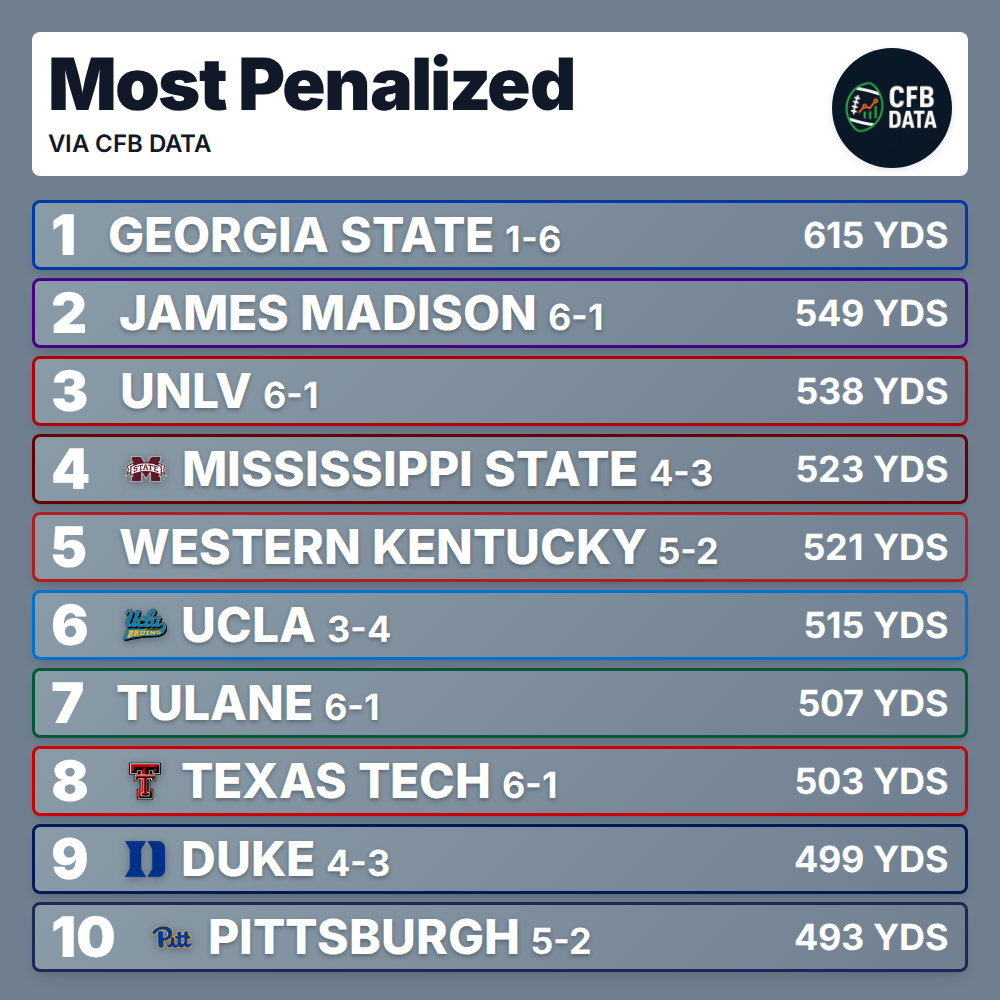 Most Penalized
VIA CFB DATA
CFB
DATA
1 GEORGIA STATE 1-6 615 YDS
2 JAMES MADISON 6-1 549 YDS
3 UNLV 6-1 538 YDS
4 STATE MISSISSIPPI STATE 4-3 523 YDS
5 WESTERN KENTUCKY 5-2 521 YDS
6 Ucla BRUINS UCLA 3-4 515 YDS
7 TULANE 6-1 507 YDS
8 TEXAS TECH 6-1 503 YDS
9 D DUKE 4-3 499 YDS
10 Pitt PITTSBURGH 5-2 493 YDS